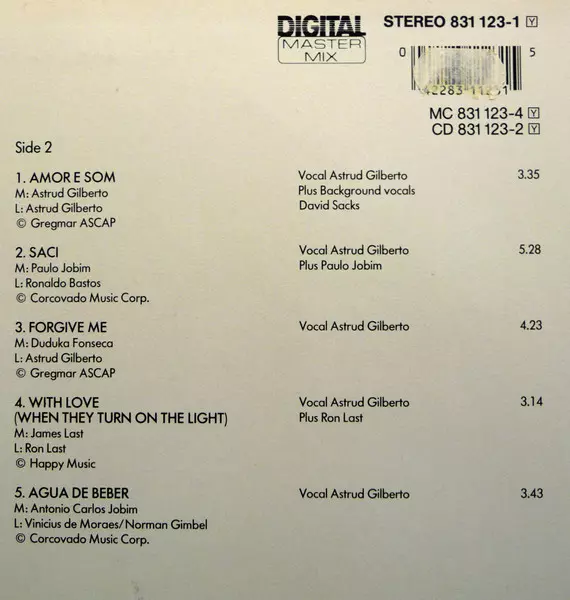 DIGITAL
MASTER
MIX
STEREO 831 123-1 Y
0 5
MC 831 123-4 Y
CD 831 123-2 Y
Side 2
1. AMOR E SOM
M: Astrud Gilberto
L: Astrud Gilberto
© Gregmar ASCAP
Vocal Astrud Gilberto
Plus Background vocals
David Sacks
3.35
2. SACI
M: Paulo Jobim
L: Ronaldo Bastos
© Corcovado Music Corp.
Vocal Astrud Gilberto
Plus Paulo Jobim
5.28
3. FORGIVE ME
M: Duduka Fonseca
L: Astrud Gilberto
© Gregmar ASCAP
Vocal Astrud Gilberto
4.23
4. WITH LOVE
(WHEN THEY TURN ON THE LIGHT)
M: James Last
L: Ron Last
© Happy Music
Vocal Astrud Gilberto
Plus Ron Last
3.14
5. AGUA DE BEBER
M: Antonio Carlos Jobim
L: Vinicius de Moraes/Norman Gimbel
© Corcovado Music Corp.
Vocal Astrud Gilberto
3.43